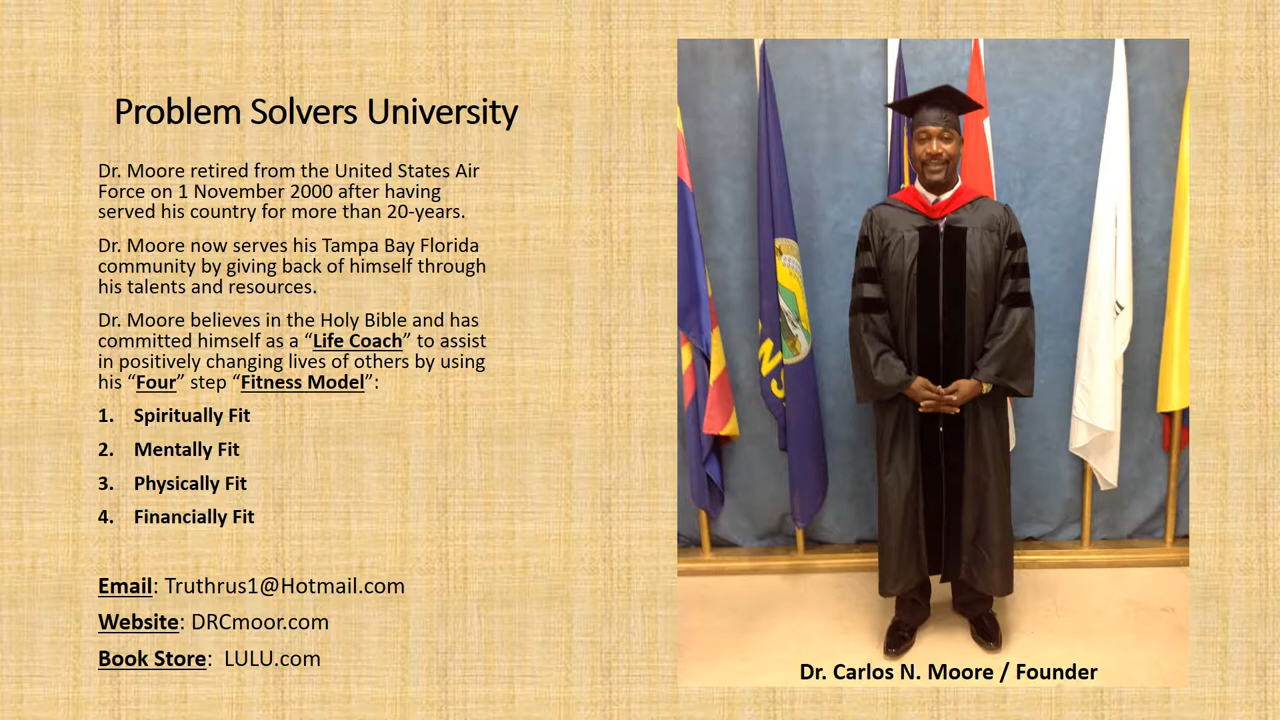 Problem Solvers University
Dr. Moore retired from the United States Air
Force on 1 November 2000 after having
served his country for more than 20-years.
Dr. Moore now serves his Tampa Bay Florida
community by giving back of himself through
his talents and resources.
Dr. Moore believes in the Holy Bible and has
committed himself as a “Life Coach” to assist
in positively changing lives of others by using
his “Four” step “Fitness Model”:
1. Spiritually Fit
2. Mentally Fit
3. Physically Fit
4. Financially Fit
Email: Truthrus1@Hotmail.com
Website: DRCmoor.com
Book Store: LULU.com
Dr. Carlos N. Moore / Founder